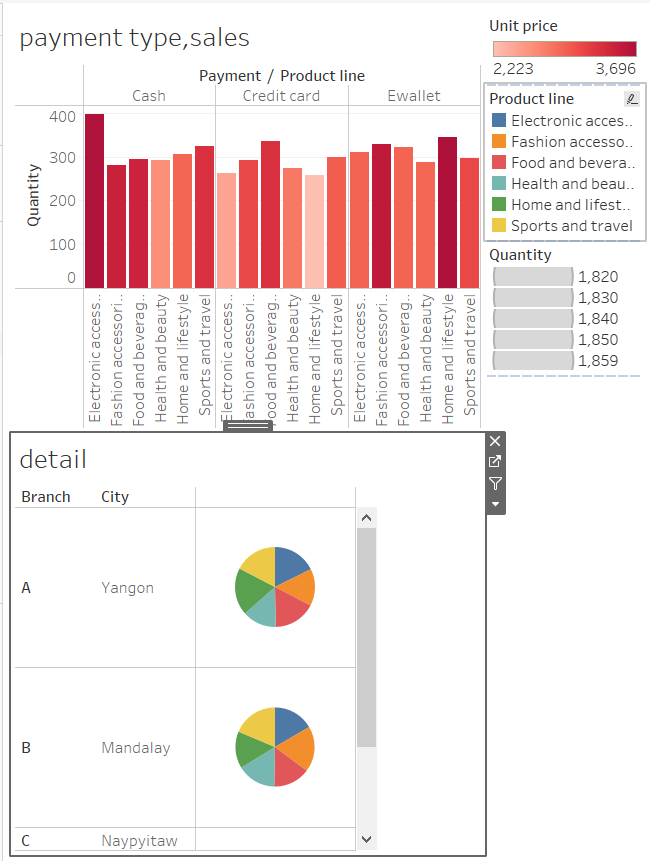 payment type,sales
Payment / Product line
Cash
Credit card
Ewallet
Quantity
400
300
200
100
0
Electronic access..
Fashion accessori..
Food and beverag..
Health and beauty
Home and lifestyle
Sports and travel
Electronic access..
Fashion accessori..
Food and beverag..
Health and beauty
Home and lifestyle
Sports and travel
Electronic access..
Fashion accessori..
Food and beverag..
Health and beauty
Home and lifestyle
Sports and travel
Unit price
2,223 3,696
Product line
Electronic acces..
Fashion accesso..
Food and bevera..
Health and beau..
Home and lifest..
Sports and travel
Quantity
1,820
1,830
1,840
1,850
1,859
detail
Branch City
A Yangon
B Mandalay
C Naypyitaw